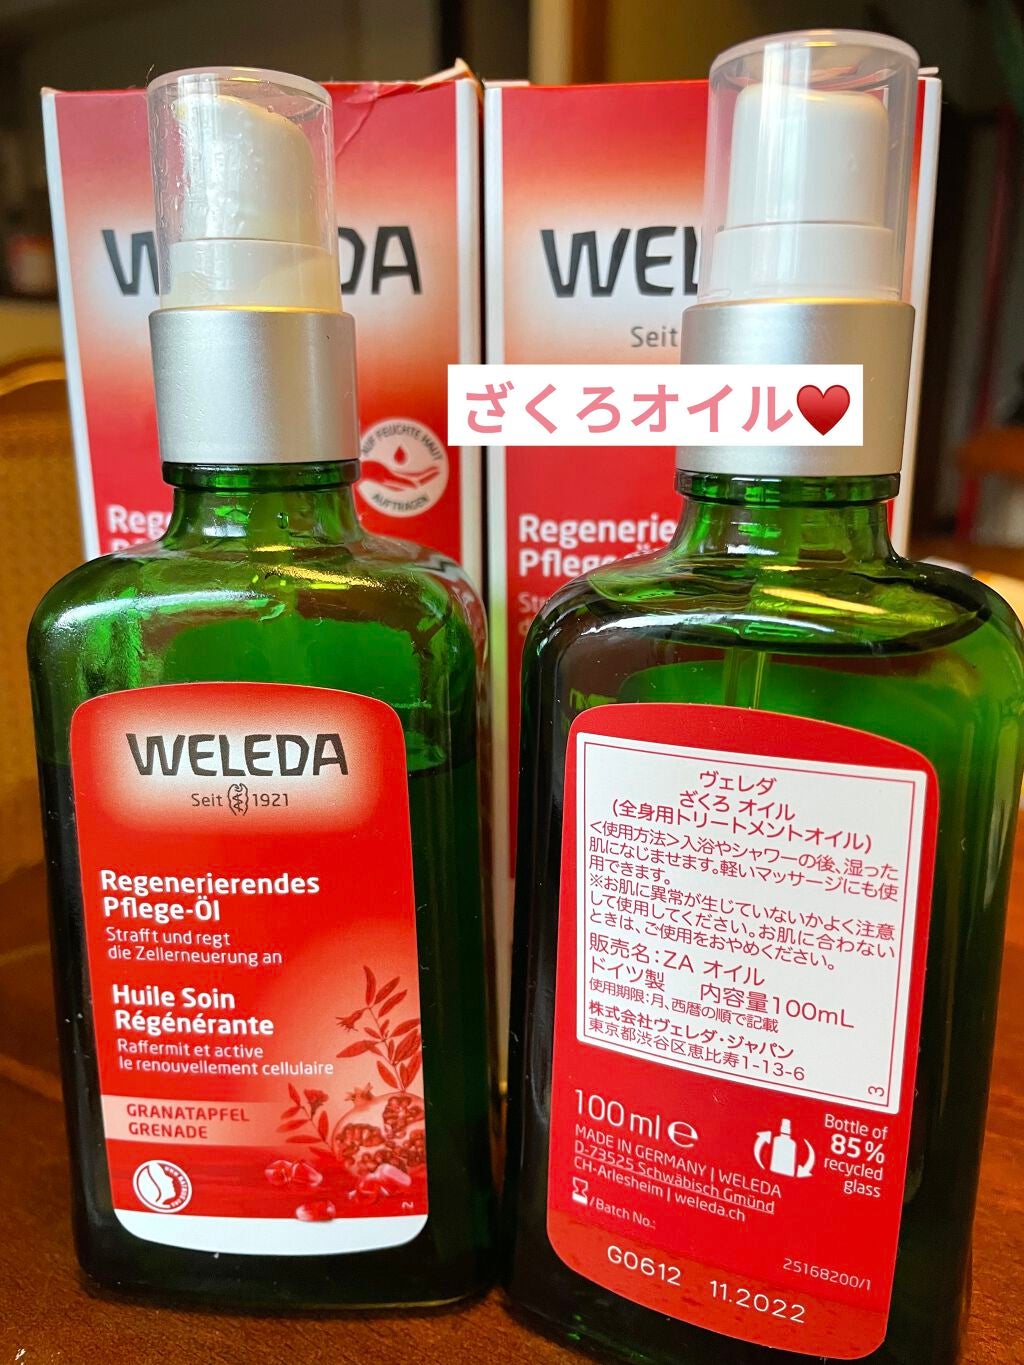 WELEDA
Seit
ざくろオイル♥
AUF FEUCHTE HAUT
AUFTRAGEN
Regenerie
Pflege
WELEDA
Seit 1921
Regenerierendes
Pflege-Öl
Strafft und regt
die Zellerneuerung an
Huile Soin
Régénérante
Raffermit et active
le renouvellement cellulaire
GRANATAPFEL
GRENADE
2
ヴェレダ
ざくろ オイル
(全身用トリートメントオイル)
<使用方法>入浴やシャワーの後、湿った
肌になじませます。軽いマッサージにも使
用できます。
※お肌に異常が生じていないかよく注意
して使用してください。お肌に合わない
ときは、ご使用をおやめください。
販売名:ZA オイル
ドイツ製 内容量100mL
使用期限:月、西暦の順で記載
株式会社ヴェレダ・ジャパン
東京都渋谷区恵比寿1-13-6
3
100 ml ℮
MADE IN GERMANY | WELEDA
D-73525 Schwäbisch Gmünd
CH-Arlesheim | weleda.ch
/Batch No.:
Bottle of
85%
recycled
glass
25168200/1
G0612 11.2022